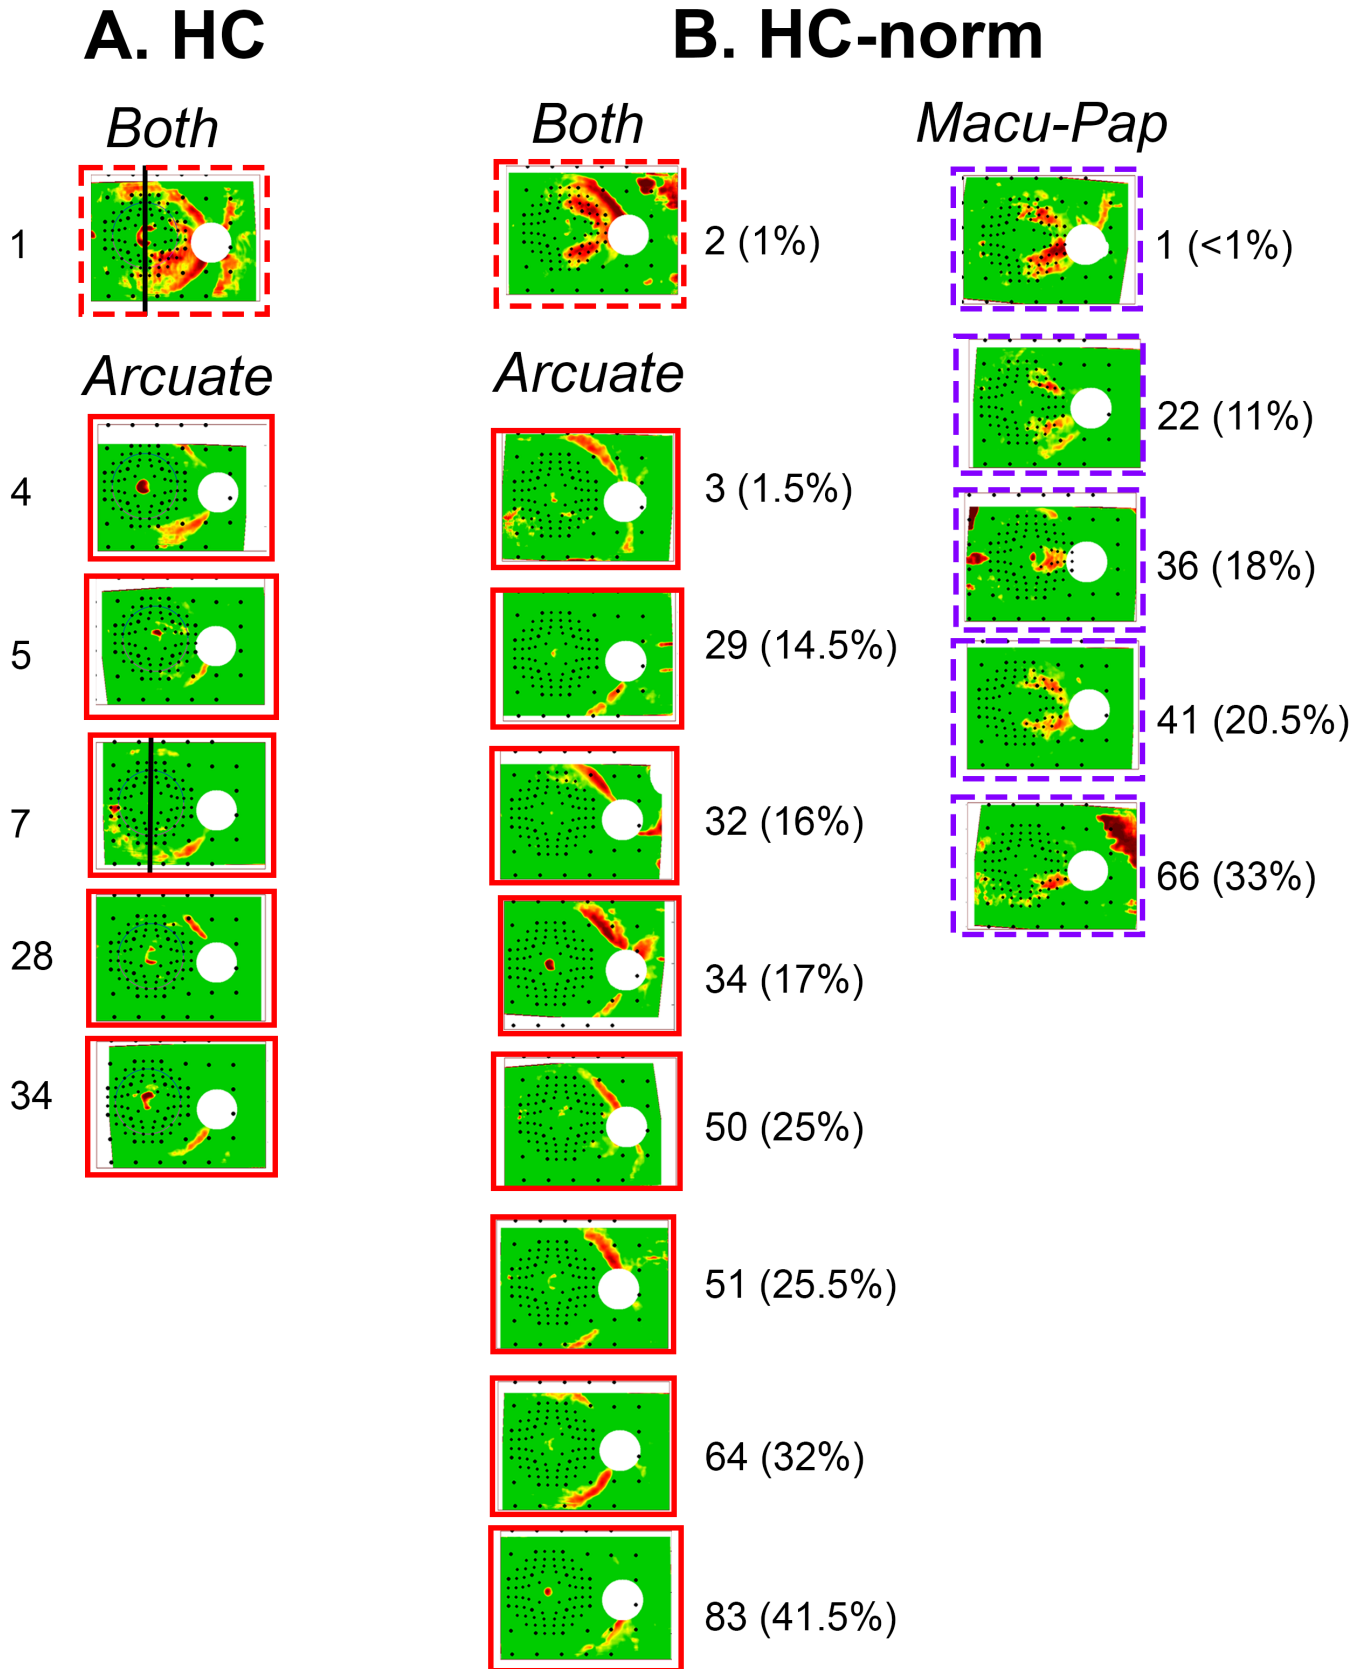 A. HC
Both
1
Arcuate
4
5
7
28
34
B. HC-norm
Both
2 (1%)
Arcuate
3 (1.5%)
29 (14.5%)
32 (16%)
34 (17%)
50 (25%)
51 (25.5%)
64 (32%)
83 (41.5%)
Macu-Pap
1 (<1%)
22 (11%)
36 (18%)
41 (20.5%)
66 (33%)